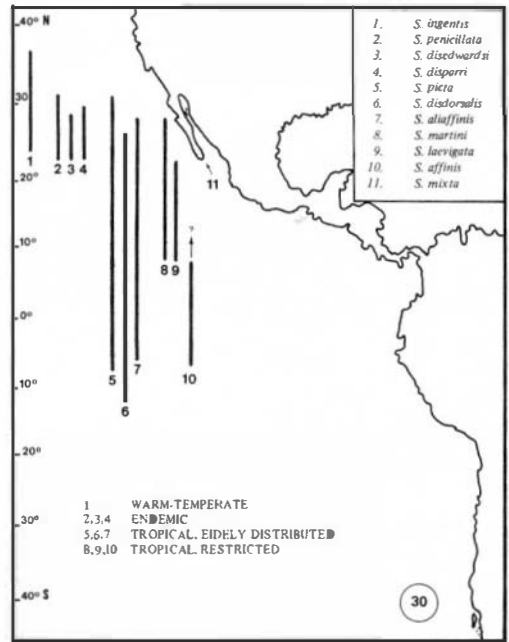 40° N
30
20°
10°
0°
10°
20°
30°
40° S
1. S. ingentis
2. S. penicillata
3. S. disedwardsi
4. S. disparri
5. S. picta
6. S. disdorsalis
7. S. aliaffinis
8. S. martini
9. S. laevigata
10. S. affinis
11. S. mixta
1
2 3 4
11
?
8 9
7
5
10
6
1 WARM-TEMPERATE
2,3,4 ENDEMIC
5.6.7 TROPICAL. EIDELY DISTRIBUTED
8,9,10 TROPICAL. RESTRICTED
30